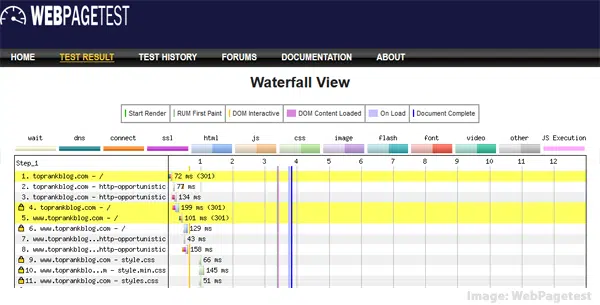 WEBPAGETEST
HOME TEST RESULT TEST HISTORY FORUMS DOCUMENTATION ABOUT
Waterfall View
Start Render RUM First Paint DOM Interactive DOM Content Loaded On Load Document Complete
wait dns connect ssl html js css image flash font video other JS Execution
Step_1 1 2 3 4 5 6 7 8 9 10 11 12
1. toprankblog.com - / 72 ms (301)
2. toprankblog.com - http-opportunistic 77 ms
3. toprankblog.com - http-opportunistic 134 ms
4. toprankblog.com - / 199 ms (301)
5. www.toprankblog.com - / 101 ms (301)
6. www.toprankblog.com - / 129 ms
7. www.toprankblog...http-opportunistic 43 ms
8. www.toprankblog...http-opportunistic 158 ms
9. www.toprankblog.com - style.css 66 ms
10. www.toprankblo...m - style.min.css 145 ms
11. www.toprankblog.com - style.css 51 ms
Image: WebPagetest